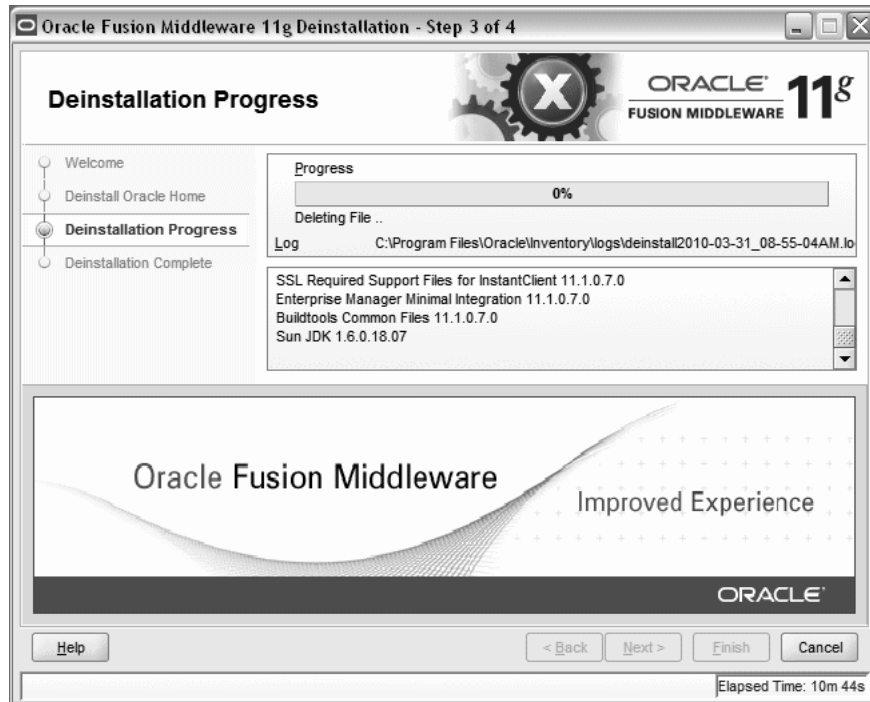 Oracle Fusion Middleware 11g Deinstallation - Step 3 of 4
Deinstallation Progress
ORACLE
FUSION MIDDLEWARE
11g
Welcome
Deinstall Oracle Home
Deinstallation Progress
Deinstallation Complete
Progress
0%
Deleting File ..
Log C:\Program Files\Oracle\Inventory\logs\deinstall2010-03-31_08-55-04AM.lo
SSL Required Support Files for InstantClient 11.1.0.7.0
Enterprise Manager Minimal Integration 11.1.0.7.0
Buildtools Common Files 11.1.0.7.0
Sun JDK 1.6.0.18.07
Oracle Fusion Middleware
Improved Experience
ORACLE
Help
< Back
Next >
Finish
Cancel
Elapsed Time: 10m 44s